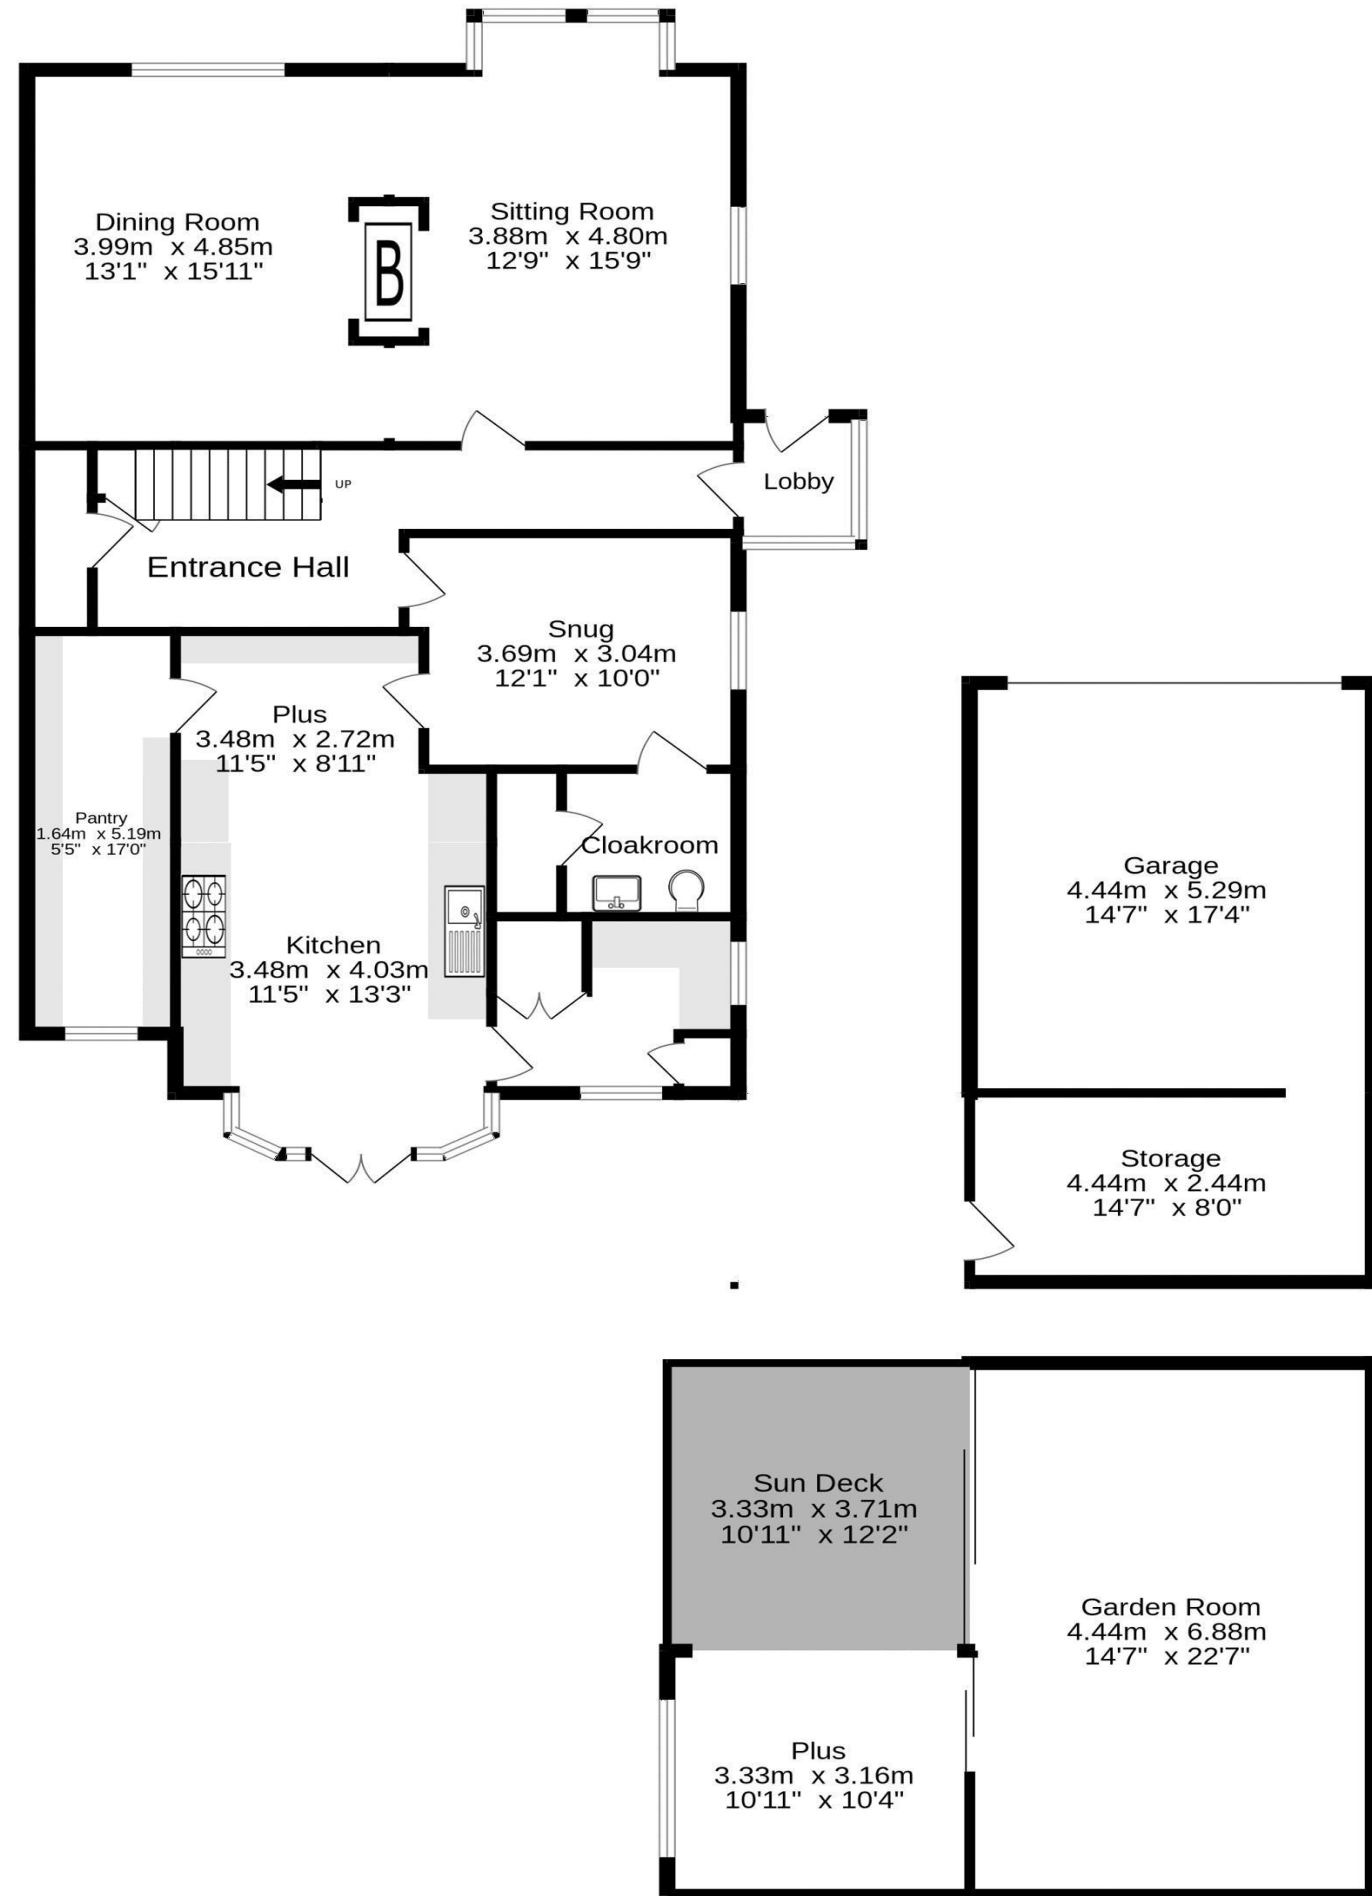 Dining Room
3.99m x 4.85m
13'1" x 15'11"
B
Sitting Room
3.88m x 4.80m
12'9" x 15'9"
UP
Lobby
Entrance Hall
Snug
3.69m x 3.04m
12'1" x 10'0"
Plus
3.48m x 2.72m
11'5" x 8'11"
Pantry
1.64m x 5.19m
5'5" x 17'0"
Cloakroom
Kitchen
3.48m x 4.03m
11'5" x 13'3"
Garage
4.44m x 5.29m
14'7" x 17'4"
Storage
4.44m x 2.44m
14'7" x 8'0"
Sun Deck
3.33m x 3.71m
10'11" x 12'2"
Garden Room
4.44m x 6.88m
14'7" x 22'7"
Plus
3.33m x 3.16m
10'11" x 10'4"